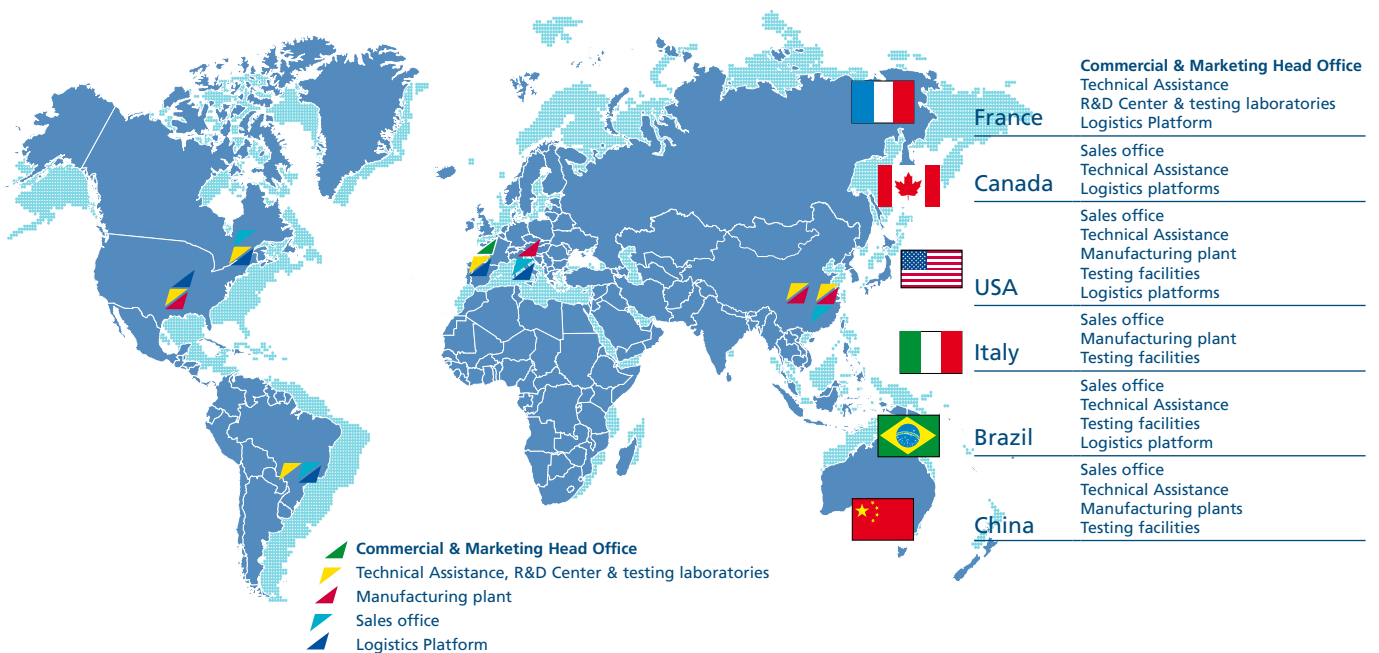 Commercial & Marketing Head Office
Technical Assistance
R&D Center & testing laboratories
Logistics Platform
France
Sales office
Technical Assistance
Logistics platforms
Canada
Sales office
Technical Assistance
Manufacturing plant
Testing facilities
Logistics platforms
USA
Sales office
Manufacturing plant
Testing facilities
Italy
Sales office
Technical Assistance
Testing facilities
Logistics platform
Brazil
Sales office
Technical Assistance
Manufacturing plants
Testing facilities
China
Commercial & Marketing Head Office
Technical Assistance, R&D Center & testing laboratories
Manufacturing plant
Sales office
Logistics Platform